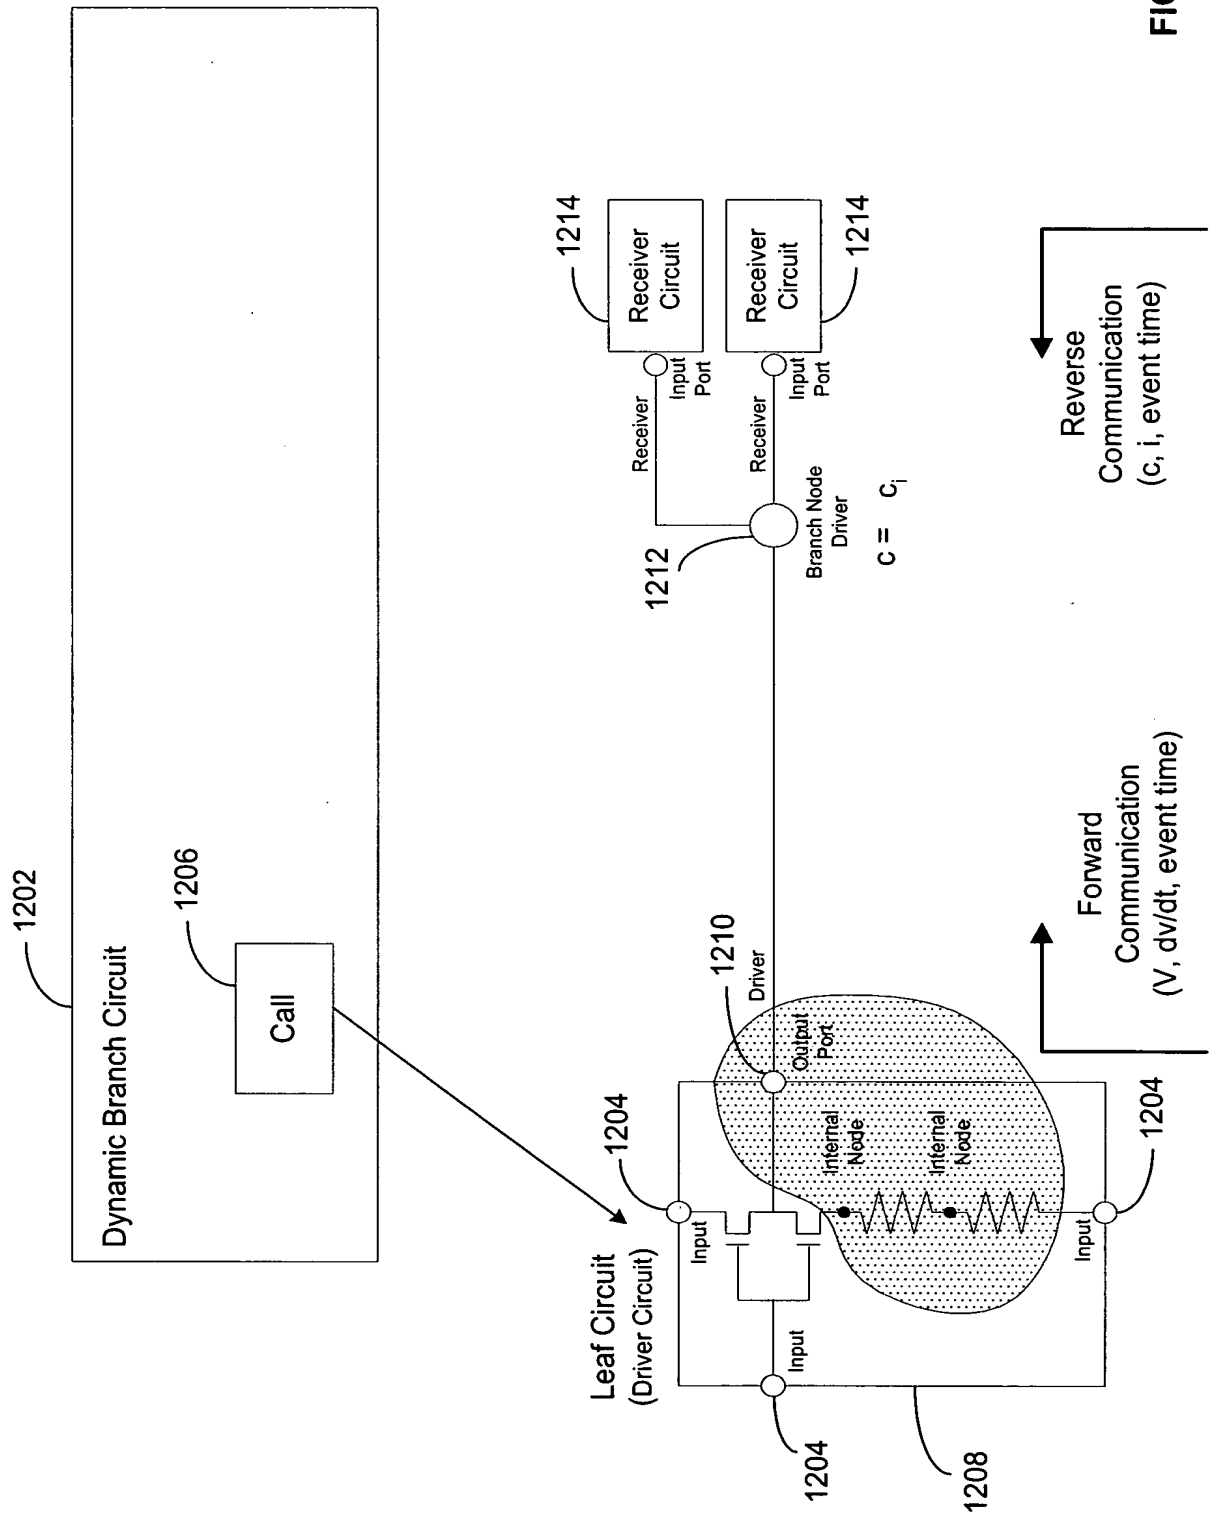 1202
Dynamic Branch Circuit
1206
Call
Leaf Circuit
(Driver Circuit)
1204
Input
1210
Driver
Output
Port
Internal
Node
Internal
Node
Input
1204
Input
1204
1208
1212
Branch Node
Driver
c = cᵢ
Receiver
Receiver
Input
Port
Input
Port
1214
Receiver
Circuit
Receiver
Circuit
1214
Forward
Communication
(V, dv/dt, event time)
Reverse
Communication
(c, i, event time)